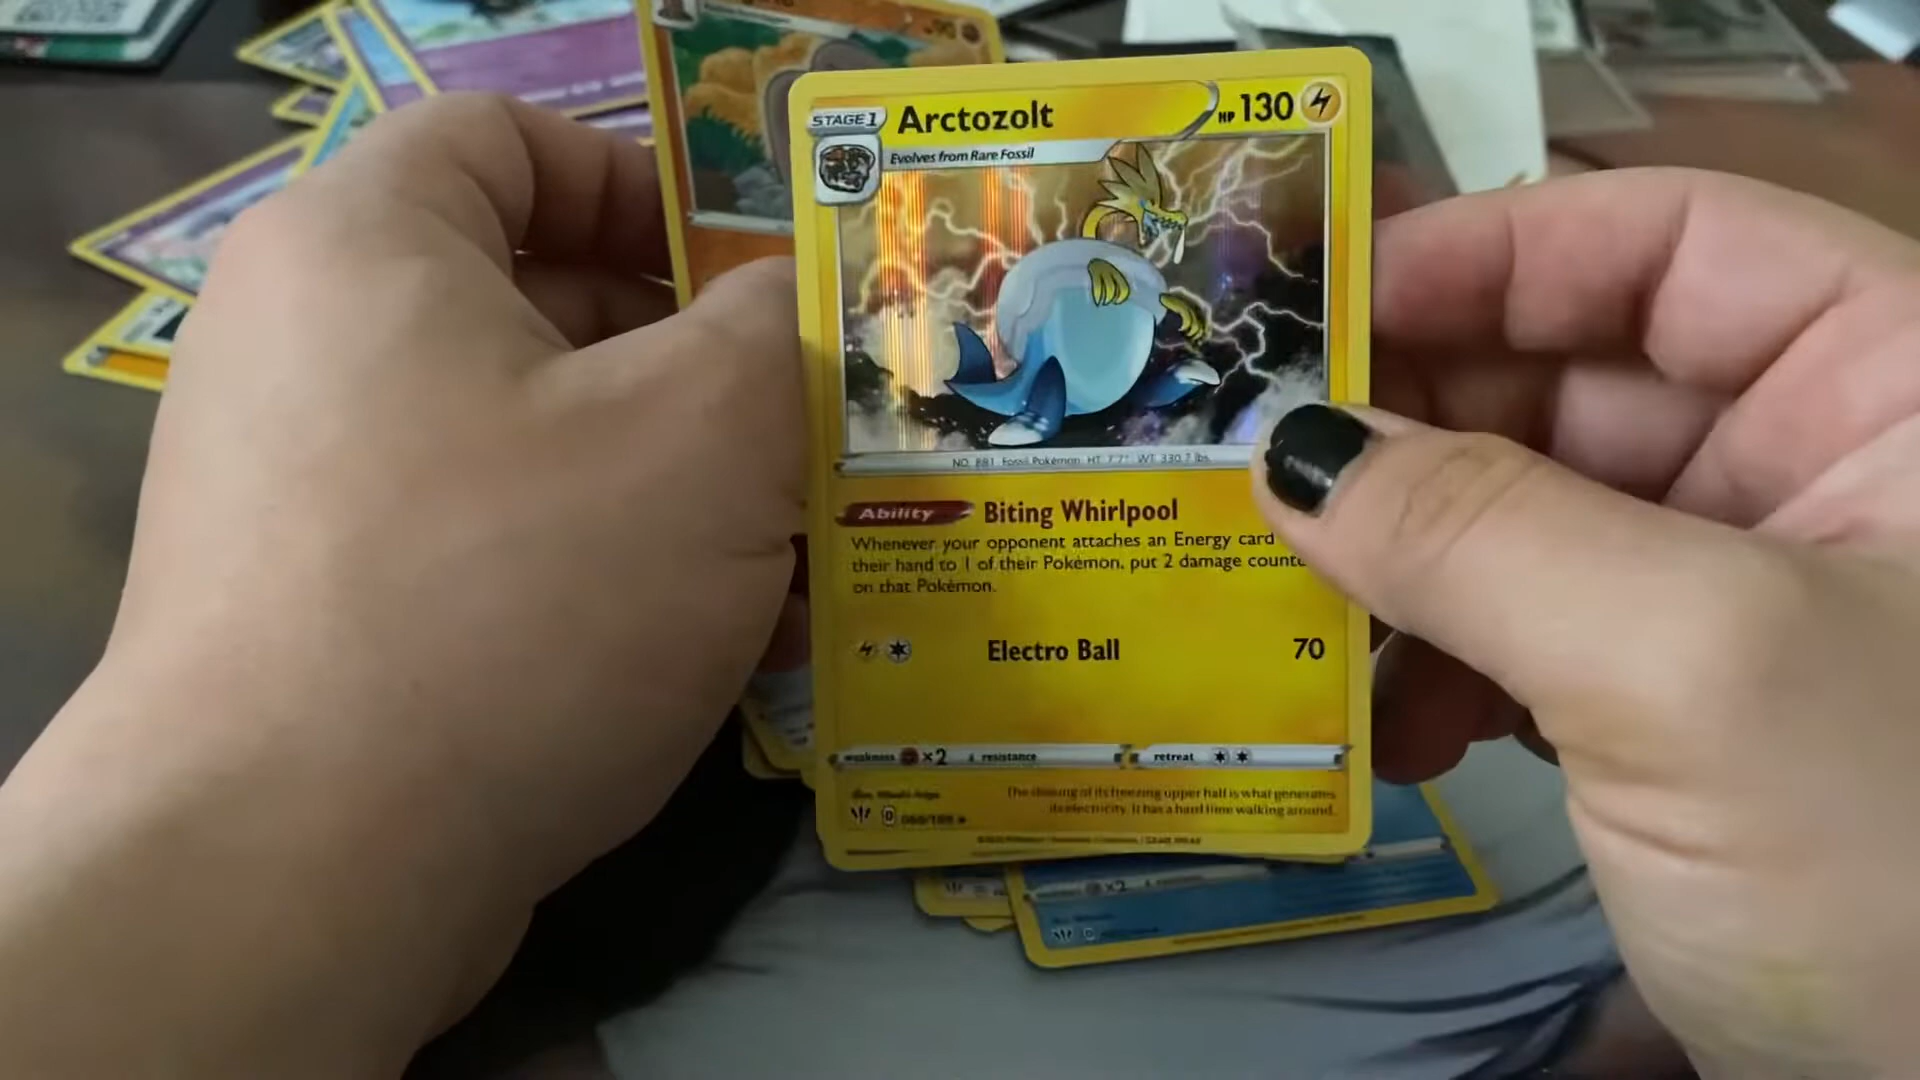 STAGE 1
Arctozolt
HP 130
Evolves from Rare Fossil
NO. 881 Fossil Pokémon HT 7'7" WT 330.7 lbs.
Ability Biting Whirlpool
Whenever your opponent attaches an Energy card
their hand to 1 of their Pokémon, put 2 damage counte
on that Pokémon.
Electro Ball 70
weakness ×2 resistance retreat
The shaking of its freezing upper half is what generates
its electricity. It has a hard time walking around.
D
×2
90